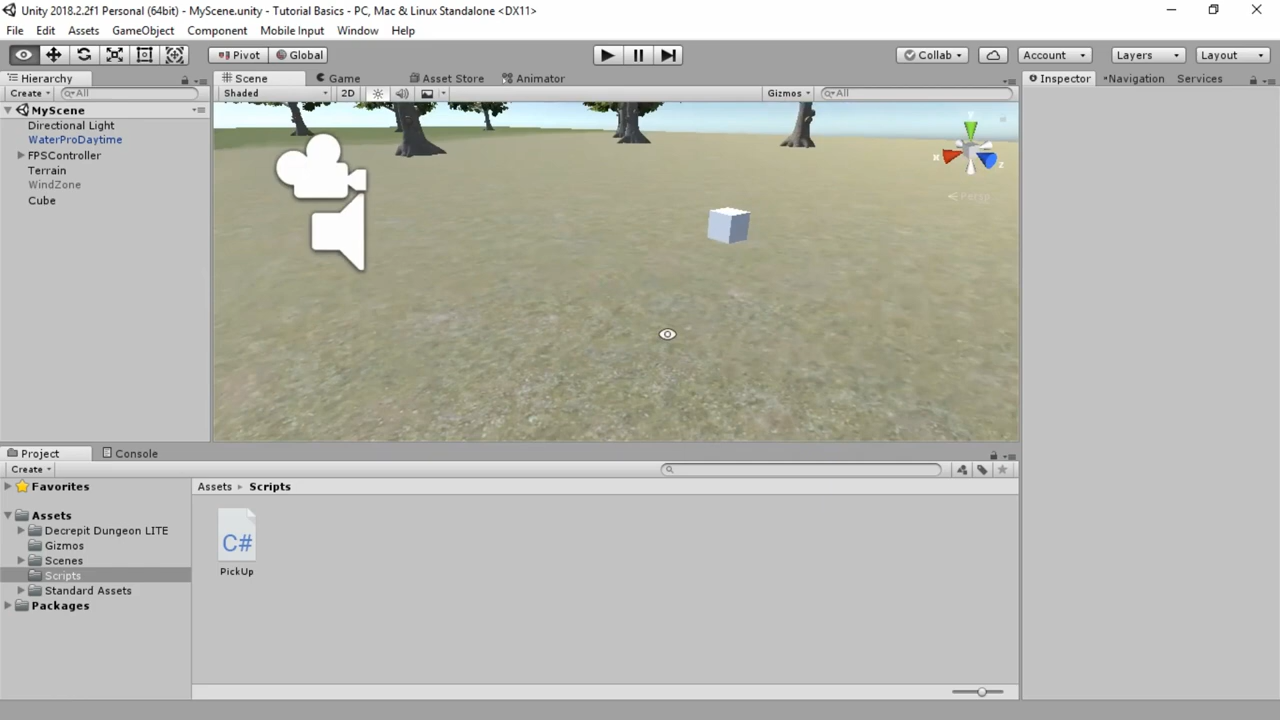 Unity 2018.2.2f1 Personal (64bit) - MyScene.unity - Tutorial Basics - PC, Mac & Linux Standalone <DX11>
File Edit Assets GameObject Component Mobile Input Window Help
Pivot Global Collab Account Layers Layout
Hierarchy Scene Game Asset Store Animator Inspector Navigation Services
Create All Shaded 2D Gizmos All
MyScene
Directional Light
WaterProDaytime
FPSController
Terrain
WindZone
Cube
x z
Persp
Project Console
Create
Favorites
Assets
Decrepit Dungeon LITE
Gizmos
Scenes
Scripts
Standard Assets
Packages
Assets Scripts
C#
PickUp